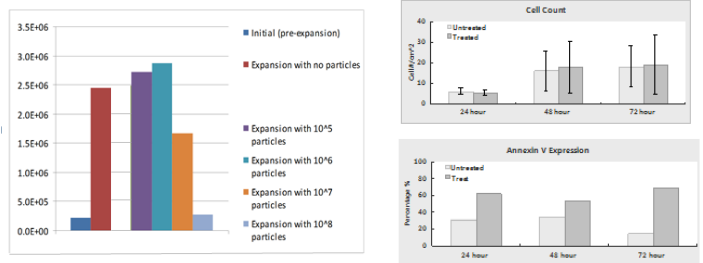 3.5E+06
3.0E+06
2.5E+06
2.0E+06
1.5E+06
1.0E+06
5.0E+05
0.0E+00
Initial (pre-expansion)
Expansion with no particles
Expansion with 10^5
particles
Expansion with 10^6
particles
Expansion with 10^7
particles
Expansion with 10^8
particles
Cell Count
Cell#/cm^2
40
30
20
10
0
Untreated
Treated
24 hour
48 hour
72 hour
Annexin V Expression
Percentage %
100
80
60
40
20
0
Untreated
Treat
24 hour
48 hour
72 hour